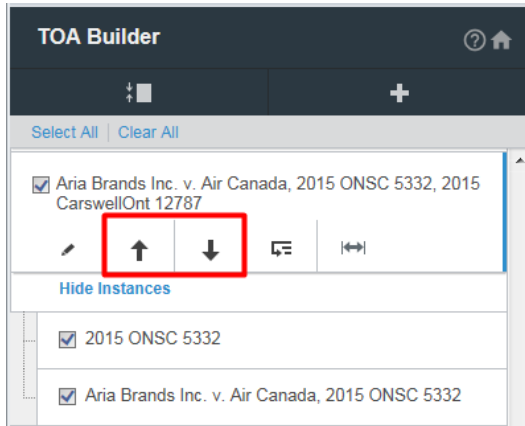 TOA Builder
Select All | Clear All
Aria Brands Inc. v. Air Canada, 2015 ONSC 5332, 2015
CarswellOnt 12787
Hide Instances
2015 ONSC 5332
Aria Brands Inc. v. Air Canada, 2015 ONSC 5332